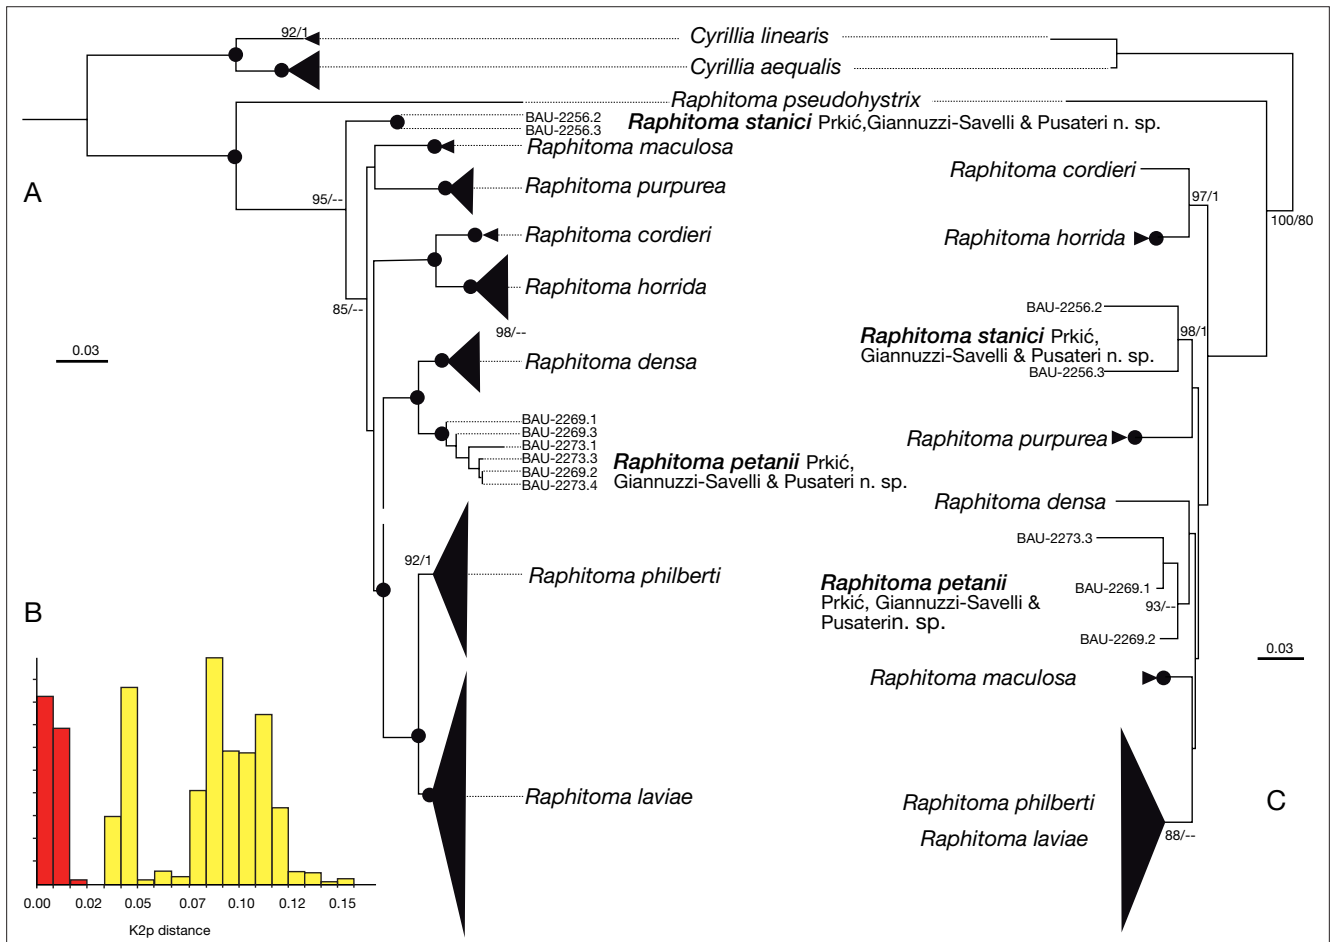 92/1
Cyrillia linearis
Cyrillia aequalis
Raphitoma pseudohystrix
BAU-2256.2
BAU-2256.3
Raphitoma stanici Prkić,Giannuzzi-Savelli & Pusateri n. sp.
Raphitoma maculosa
A
Raphitoma purpurea
95/--
Raphitoma cordieri
Raphitoma horrida
85/--
98/--
0.03
Raphitoma densa
BAU-2269.1
BAU-2269.3
BAU-2273.1
BAU-2273.3
BAU-2269.2
BAU-2273.4
Raphitoma petanii Prkić,
Giannuzzi-Savelli & Pusateri n. sp.
92/1
Raphitoma philberti
Raphitoma laviae
B
0.00 0.02 0.05 0.07 0.10 0.12 0.15
K2p distance
Raphitoma cordieri
97/1
100/80
Raphitoma horrida
BAU-2256.2
98/1
Raphitoma stanici Prkić,
Giannuzzi-Savelli & Pusateri n. sp.
BAU-2256.3
Raphitoma purpurea
Raphitoma densa
BAU-2273.3
Raphitoma petanii
Prkić, Giannuzzi-Savelli &
Pusaterin. sp.
BAU-2269.1
93/--
BAU-2269.2
0.03
Raphitoma maculosa
Raphitoma philberti
C
Raphitoma laviae
88/--